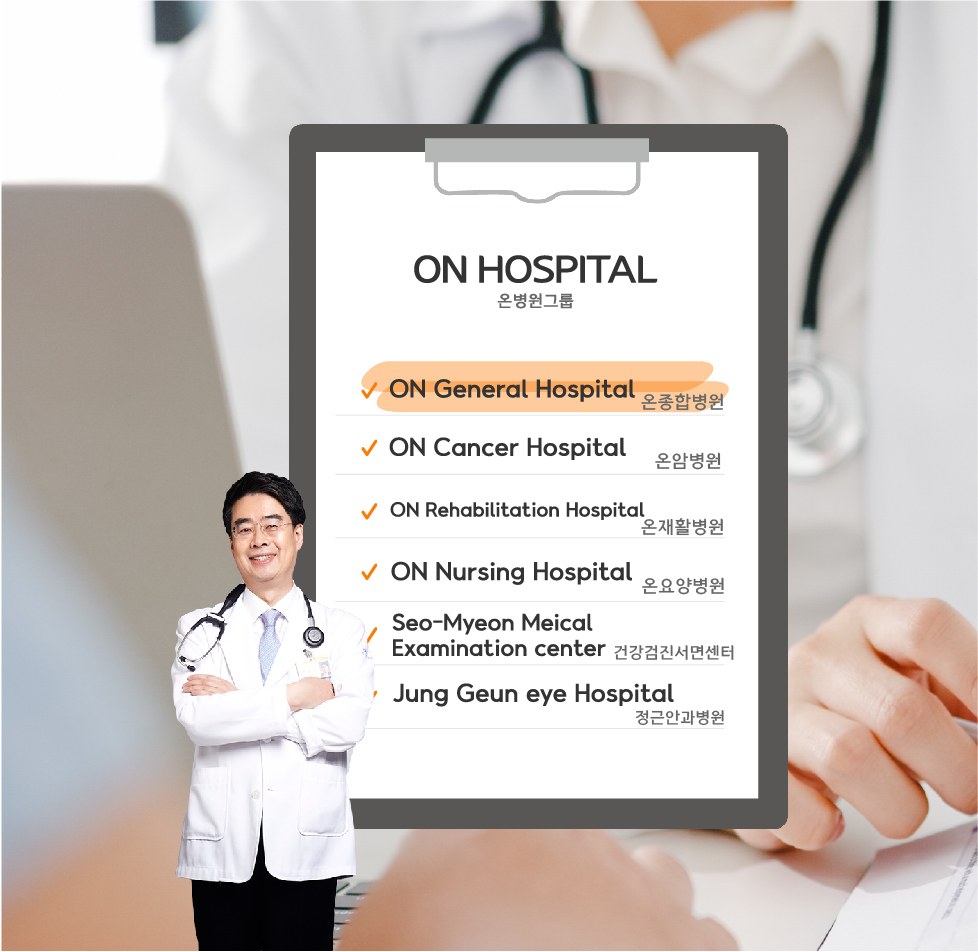 ON HOSPITAL
온병원그룹
ON General Hospital
온종합병원
ON Cancer Hospital
온암병원
ON Rehabilitation Hospital
온재활병원
ON Nursing Hospital
온요양병원
Seo-Myeon Meical
Examination center 건강검진서면센터
Jung Geun eye Hospital
정근안과병원